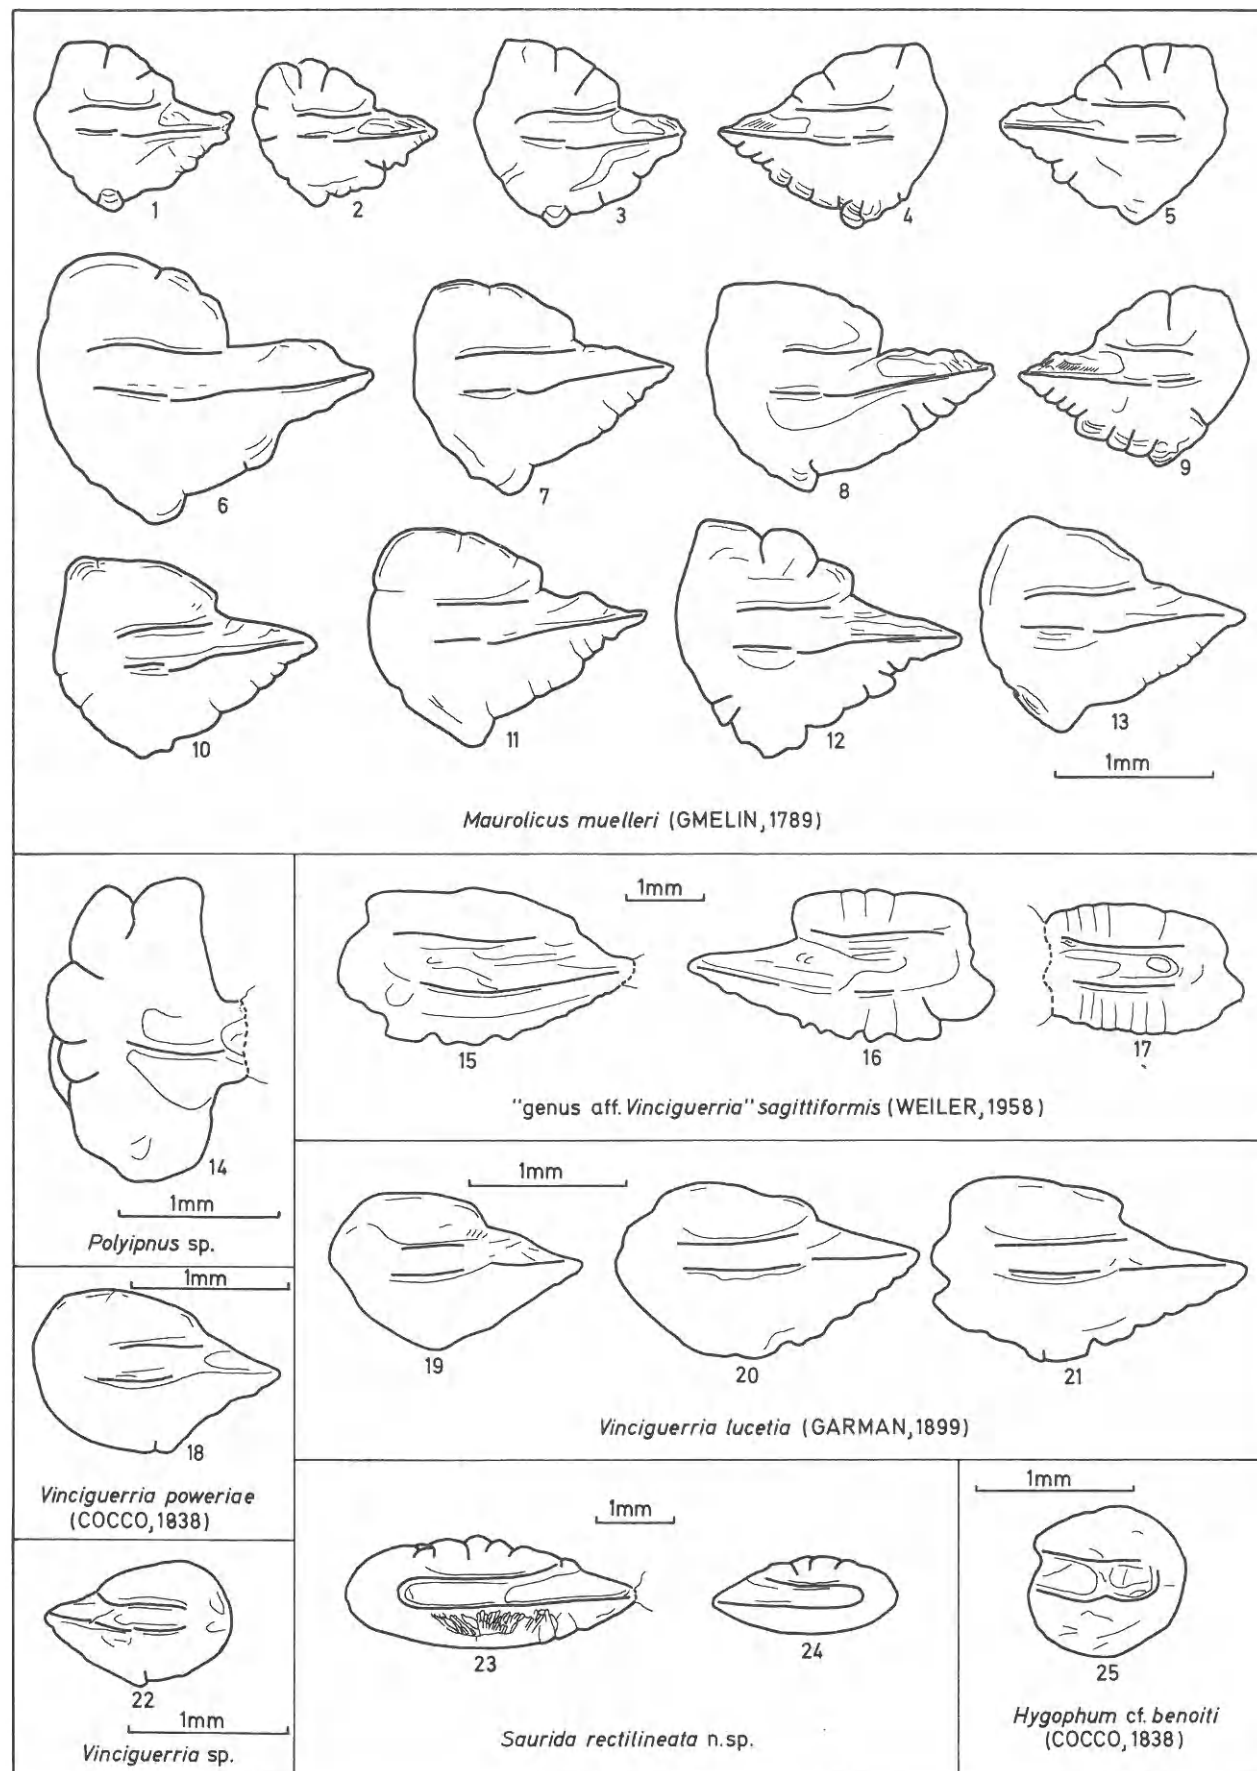 1 2 3 4 5
6 7 8 9
10 11 12 13
1mm
Maurolicus muelleri (GMELIN, 1789)
14
1mm
Polyipnus sp.
1mm
15 16 17
"genus aff. Vinciguerria" sagittiformis (WEILER, 1958)
1mm
18
Vinciguerria poweriae
(COCCO, 1838)
1mm
19 20 21
Vinciguerria lucetia (GARMAN, 1899)
22
1mm
Vinciguerria sp.
1mm
23 24
Saurida rectilineata n.sp.
1mm
25
Hygophum cf. benoiti
(COCCO, 1838)